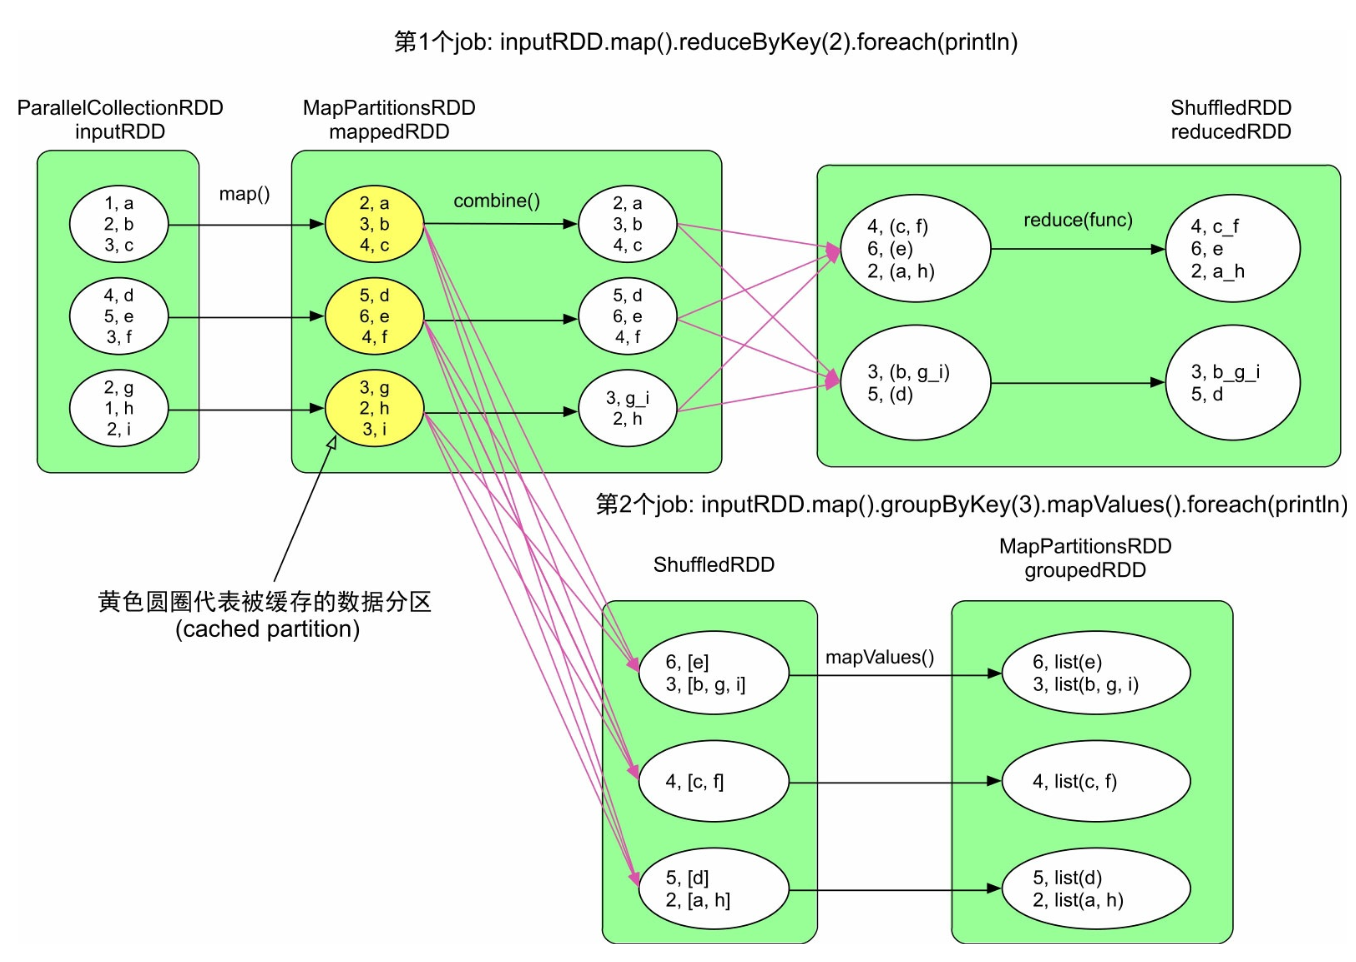 第1个job: inputRDD.map().reduceByKey(2).foreach(println)
ParallelCollectionRDD
inputRDD
MapPartitionsRDD
mappedRDD
ShuffledRDD
reducedRDD
1, a
2, b
3, c
4, d
5, e
3, f
2, g
1, h
2, i
map()
2, a
3, b
4, c
5, d
6, e
4, f
3, g
2, h
3, i
combine()
2, a
3, b
4, c
5, d
6, e
4, f
3, g_i
2, h
4, (c, f)
6, (e)
2, (a, h)
3, (b, g_i)
5, (d)
reduce(func)
4, c_f
6, e
2, a_h
3, b_g_i
5, d
第2个job: inputRDD.map().groupByKey(3).mapValues().foreach(println)
黄色圆圈代表被缓存的数据分区
(cached partition)
ShuffledRDD
MapPartitionsRDD
groupedRDD
6, [e]
3, [b, g, i]
4, [c, f]
5, [d]
2, [a, h]
mapValues()
6, list(e)
3, list(b, g, i)
4, list(c, f)
5, list(d)
2, list(a, h)